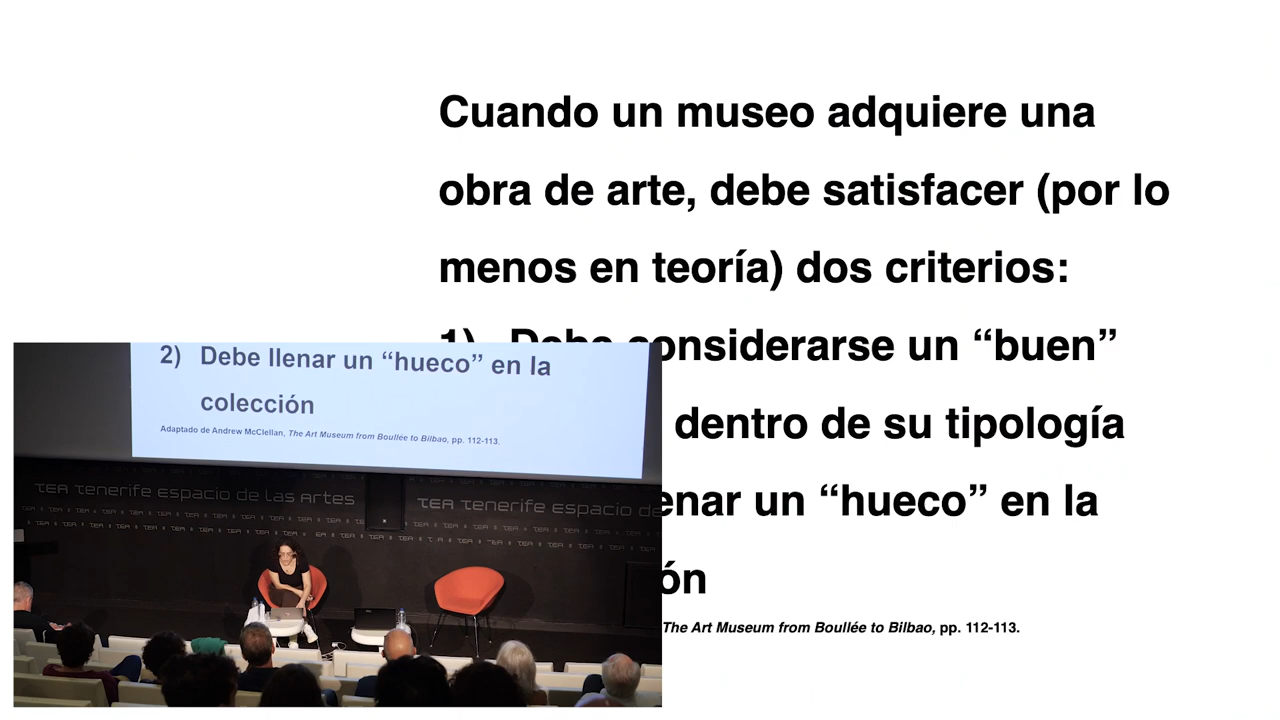 Cuando un museo adquiere una
obra de arte, debe satisfacer (por lo
menos en teoría) dos criterios:
1) Debe considerarse un “buen”
dentro de su tipología
enar un “hueco” en la
ón
The Art Museum from Boullée to Bilbao, pp. 112-113.
2) Debe llenar un “hueco” en la
colección
Adaptado de Andrew McClellan, The Art Museum from Boullée to Bilbao, pp. 112-113.
TEA Tenerife Espacio de las Artes
TEA Tenerife Espacio de